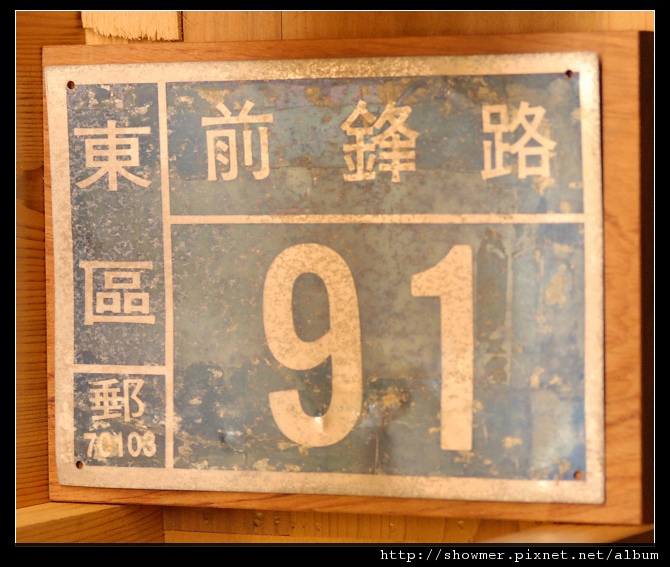 東區
郵
70103
前鋒路
91
http://showmer.pixnet.net/album